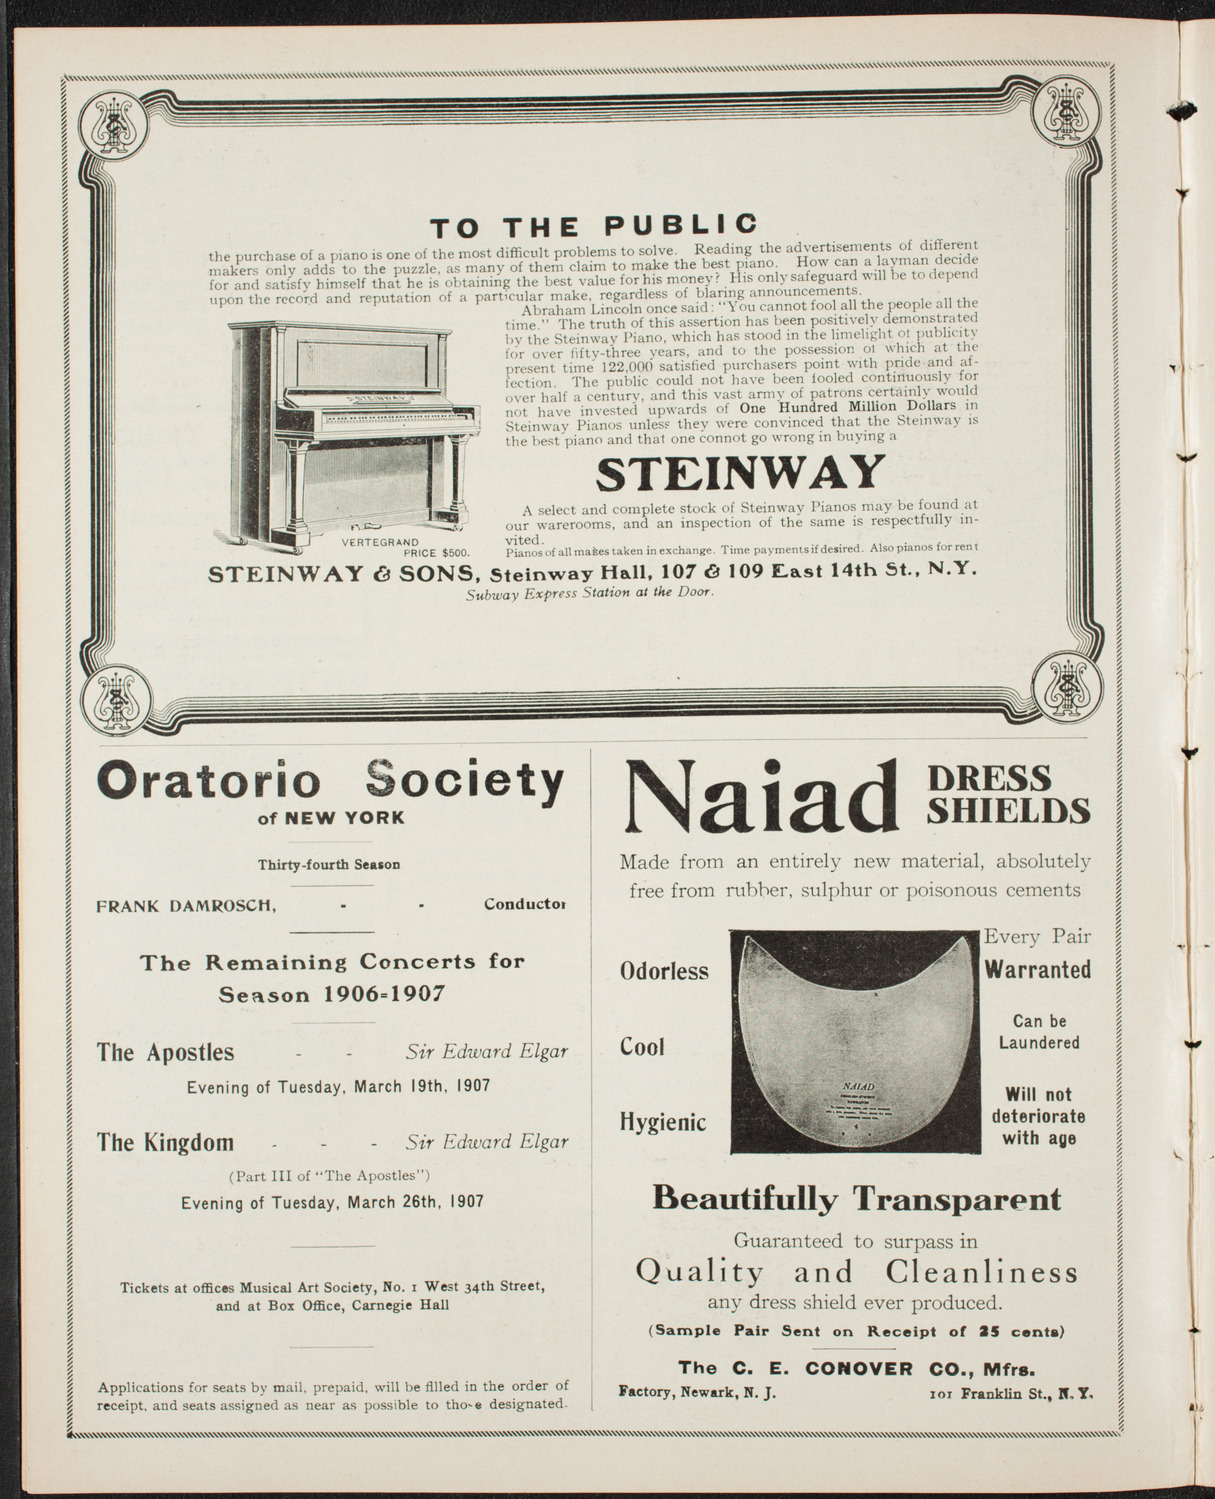 TO THE PUBLIC
the purchase of a piano is one of the most difficult problems to solve. Reading the advertisements of different
makers only adds to the puzzle, as many of them claim to make the best piano. How can a layman decide
for and satisfy himself that he is obtaining the best value for his money? His only safeguard will be to depend
upon the record and reputation of a particular make, regardless of blaring announcements.
Abraham Lincoln once said: "You cannot fool all the people all the
time." The truth of this assertion has been positively demonstrated
by the Steinway Piano, which has stood in the limelight of publicity
for over fifty-three years, and to the possession of which at the
present time 122,000 satisfied purchasers point with pride and af-
fection. The public could not have been fooled continuously for
over half a century, and this vast army of patrons certainly would
not have invested upwards of One Hundred Million Dollars in
Steinway Pianos unless they were convinced that the Steinway is
the best piano and that one connot go wrong in buying a
STEINWAY
STEINWAY
A select and complete stock of Steinway Pianos may be found at
our warerooms, and an inspection of the same is respectfully in-
vited.
Pianos of all makes taken in exchange. Time payments if desired. Also pianos for rent
VERTEGRAND
PRICE $500.
STEINWAY & SONS, Steinway Hall, 107 & 109 East 14th St., N.Y.
Subway Express Station at the Door.
Oratorio Society
of NEW YORK
Thirty-fourth Season
FRANK DAMROSCH, - - Conductor
The Remaining Concerts for
Season 1906=1907
The Apostles - - Sir Edward Elgar
Evening of Tuesday, March 19th, 1907
The Kingdom - - - Sir Edward Elgar
(Part III of "The Apostles")
Evening of Tuesday, March 26th, 1907
Tickets at offices Musical Art Society, No. 1 West 34th Street,
and at Box Office, Carnegie Hall
Applications for seats by mail, prepaid, will be filled in the order of
receipt, and seats assigned as near as possible to those designated.
Naiad DRESS
SHIELDS
Made from an entirely new material, absolutely
free from rubber, sulphur or poisonous cements
Odorless
Cool
Hygienic
NAIAD
Every Pair
Warranted
Can be
Laundered
Will not
deteriorate
with age
Beautifully Transparent
Guaranteed to surpass in
Quality and Cleanliness
any dress shield ever produced.
(Sample Pair Sent on Receipt of 25 cents)
The C. E. CONOVER CO., Mfrs.
Factory, Newark, N. J. 101 Franklin St., N. Y.